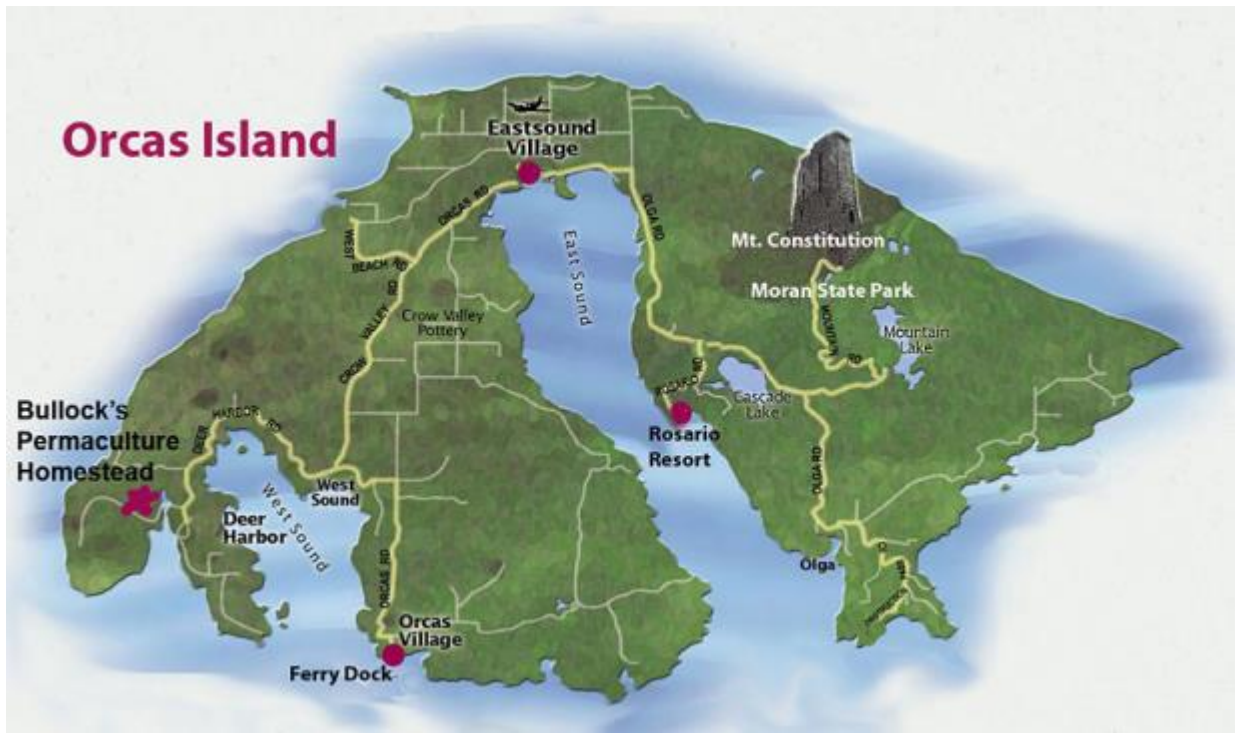 Orcas Island
Eastsound
Village
ORCAS RD
OLGA RD
East Sound
Mt. Constitution
Moran State Park
WEST
BEACH RD
CROW VALLEY RD
Crow Valley
Pottery
MOUNTAIN RD
Mountain
Lake
ROSARIO RD
Cascade
Lake
Rosario
Resort
Bullock's
Permaculture
Homestead
DEER HARBOR RD
West
Sound
West Sound
Deer
Harbor
OLGA RD
Olga
ORCAS RD
Orcas
Village
Ferry Dock